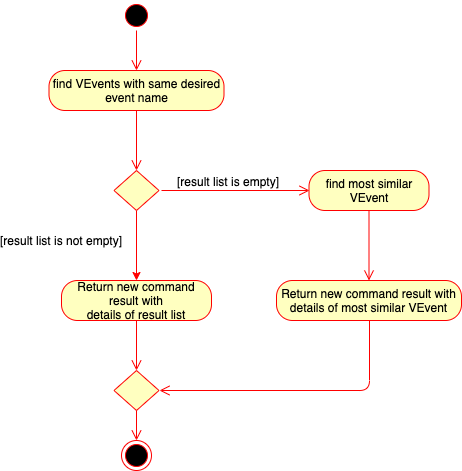 find VEvents with same desired
event name
[result list is empty]
find most similar
VEvent
[result list is not empty]
Return new command
result with
details of result list
Return new command result with
details of most similar VEvent